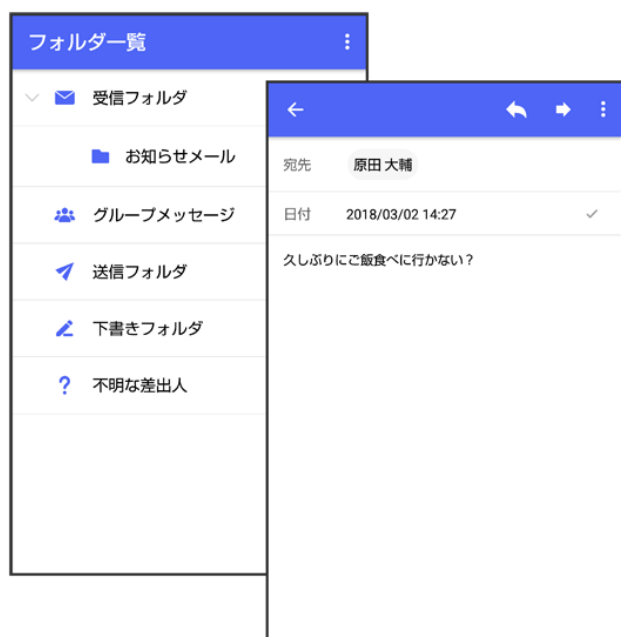 フォルダ一覧
受信フォルダ
お知らせメール
グループメッセージ
送信フォルダ
下書きフォルダ
不明な差出人
宛先 原田 大輔
日付 2018/03/02 14:27
久しぶりにご飯食べに行かない？